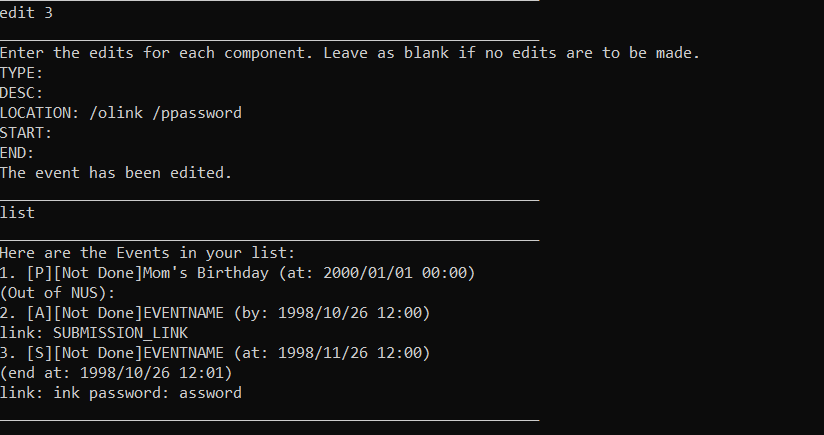 edit 3
Enter the edits for each component. Leave as blank if no edits are to be made.
TYPE:
DESC:
LOCATION: /olink /ppassword
START:
END:
The event has been edited.
list
Here are the Events in your list:
1. [P][Not Done]Mom's Birthday (at: 2000/01/01 00:00)
(Out of NUS):
2. [A][Not Done]EVENTNAME (by: 1998/10/26 12:00)
link: SUBMISSION_LINK
3. [S][Not Done]EVENTNAME (at: 1998/11/26 12:00)
(end at: 1998/10/26 12:01)
link: ink password: assword